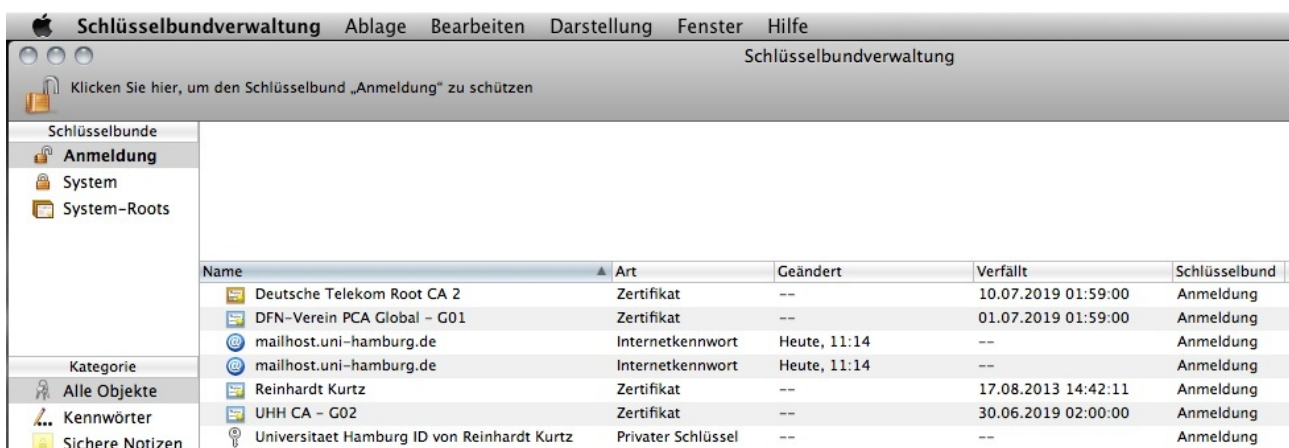 Schlüsselbundverwaltung Ablage Bearbeiten Darstellung Fenster Hilfe
Schlüsselbundverwaltung
Klicken Sie hier, um den Schlüsselbund „Anmeldung“ zu schützen
Schlüsselbunde
Anmeldung
System
System-Roots
Name Art Geändert Verfällt Schlüsselbund
Deutsche Telekom Root CA 2 Zertifikat -- 10.07.2019 01:59:00 Anmeldung
DFN-Verein PCA Global - G01 Zertifikat -- 01.07.2019 01:59:00 Anmeldung
mailhost.uni-hamburg.de Internetkennwort Heute, 11:14 -- Anmeldung
mailhost.uni-hamburg.de Internetkennwort Heute, 11:14 -- Anmeldung
Reinhardt Kurtz Zertifikat -- 17.08.2013 14:42:11 Anmeldung
UHH CA - G02 Zertifikat -- 30.06.2019 02:00:00 Anmeldung
Universitaet Hamburg ID von Reinhardt Kurtz Privater Schlüssel -- -- Anmeldung
Kategorie
Alle Objekte
Kennwörter
Sichere Notizen